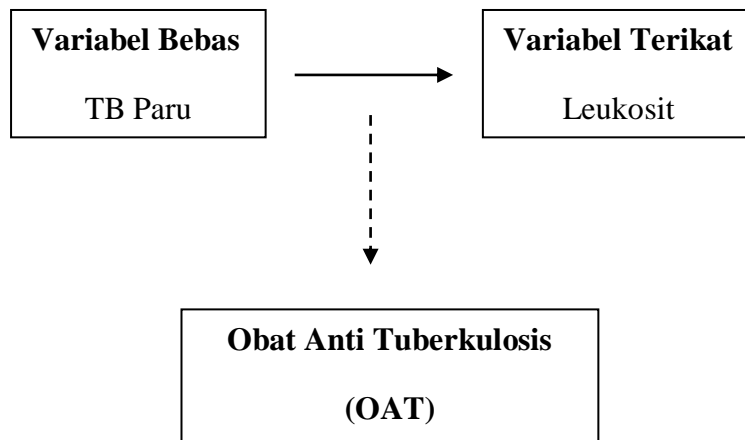 Variabel Bebas
TB Paru
Variabel Terikat
Leukosit
Obat Anti Tuberkulosis
(OAT)